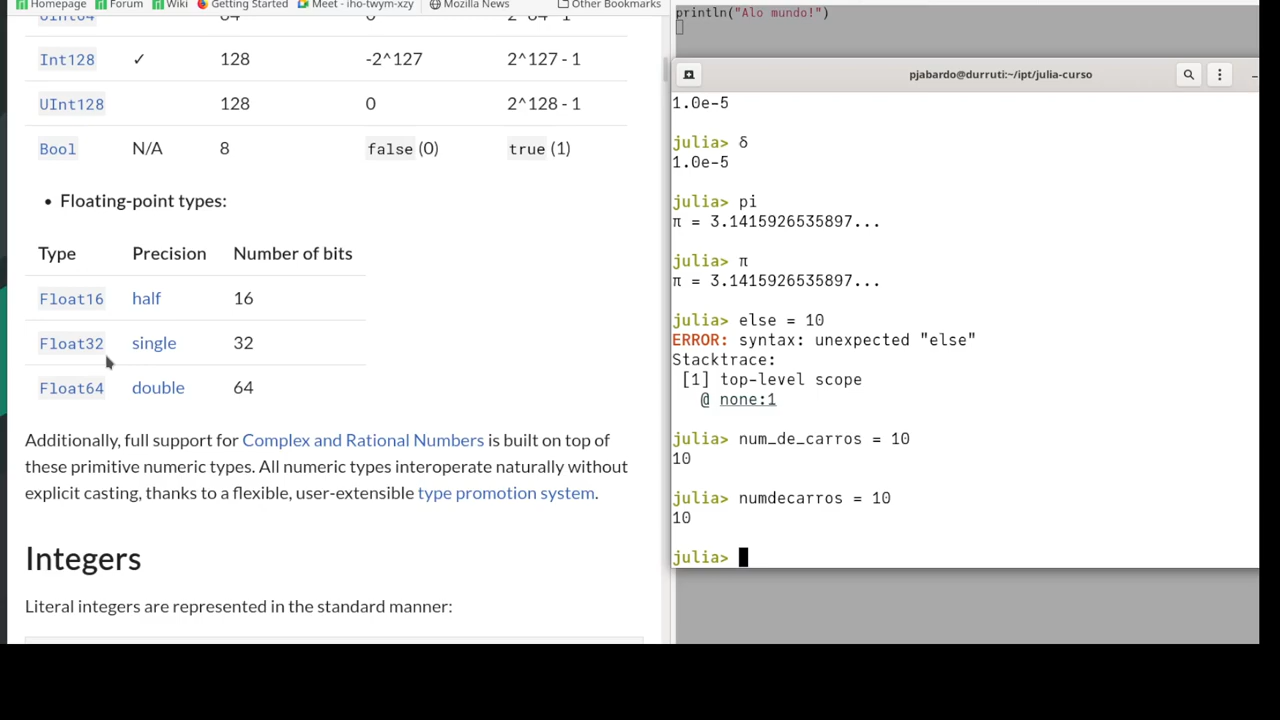 Homepage Forum Wiki Getting Started Meet - iho-twym-xzy Mozilla News Other Bookmarks
UInt64 64 0 2^64 - 1
Int128 ✓ 128 -2^127 2^127 - 1
UInt128 128 0 2^128 - 1
Bool N/A 8 false (0) true (1)
• Floating-point types:
Type Precision Number of bits
Float16 half 16
Float32 single 32
Float64 double 64
Additionally, full support for Complex and Rational Numbers is built on top of
these primitive numeric types. All numeric types interoperate naturally without
explicit casting, thanks to a flexible, user-extensible type promotion system.
Integers
Literal integers are represented in the standard manner:
println("Alo mundo!")
pjabardo@durruti:~/ipt/julia-curso
1.0e-5
julia> δ
1.0e-5
julia> pi
π = 3.1415926535897...
julia> π
π = 3.1415926535897...
julia> else = 10
ERROR: syntax: unexpected "else"
Stacktrace:
[1] top-level scope
@ none:1
julia> num_de_carros = 10
10
julia> numdecarros = 10
10
julia>